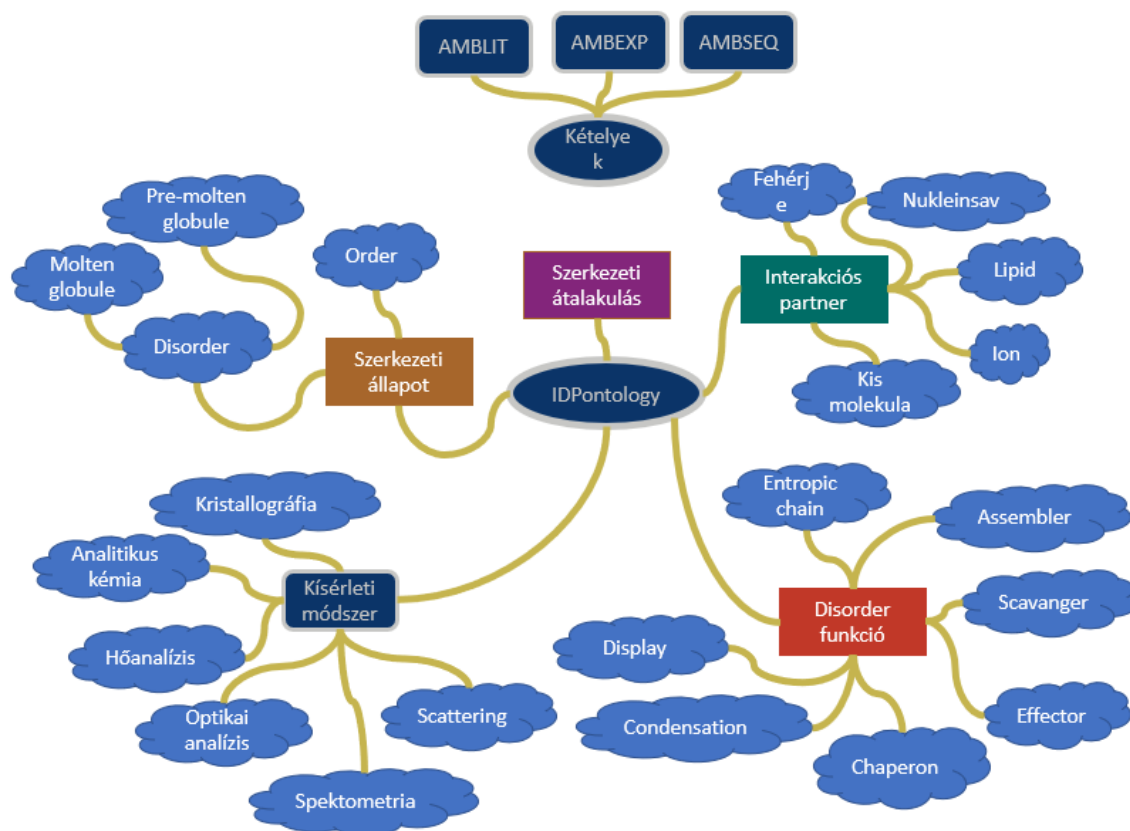 AMBLIT
AMBEXP
AMBSEQ
Kételye
k
Pre-molten
globule
Molten
globule
Order
Disorder
Szerkezeti
állapot
Szerkezeti
átalakulás
IDPontology
Fehérj
e
Nukleinsav
Interakciós
partner
Lipid
Ion
Kis
molekula
Kristallográfia
Analitikus
kémia
Kísérleti
módszer
Hőanalízis
Optikai
analízis
Scattering
Spektometria
Entropic
chain
Assembler
Disorder
funkció
Scavanger
Display
Condensation
Effector
Chaperon